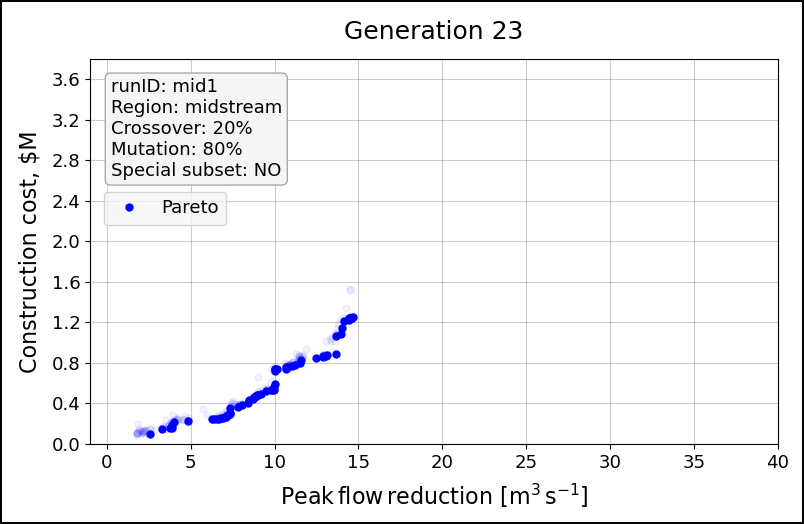 Generation 23
runID: mid1
Region: midstream
Crossover: 20%
Mutation: 80%
Special subset: NO
Pareto
Construction cost, $M
3.6
3.2
2.8
2.4
2.0
1.6
1.2
0.8
0.4
0.0
0 5 10 15 20 25 30 35 40
Peak flow reduction [m³ s⁻¹]